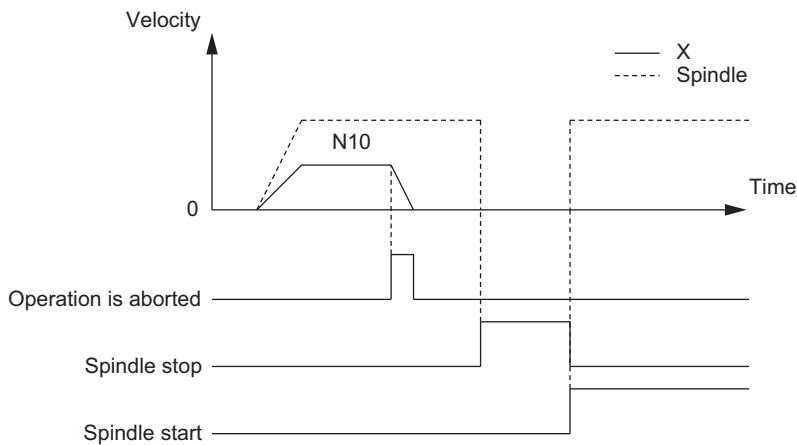 Velocity
X
Spindle
N10
Time
0
Operation is aborted
Spindle stop
Spindle start